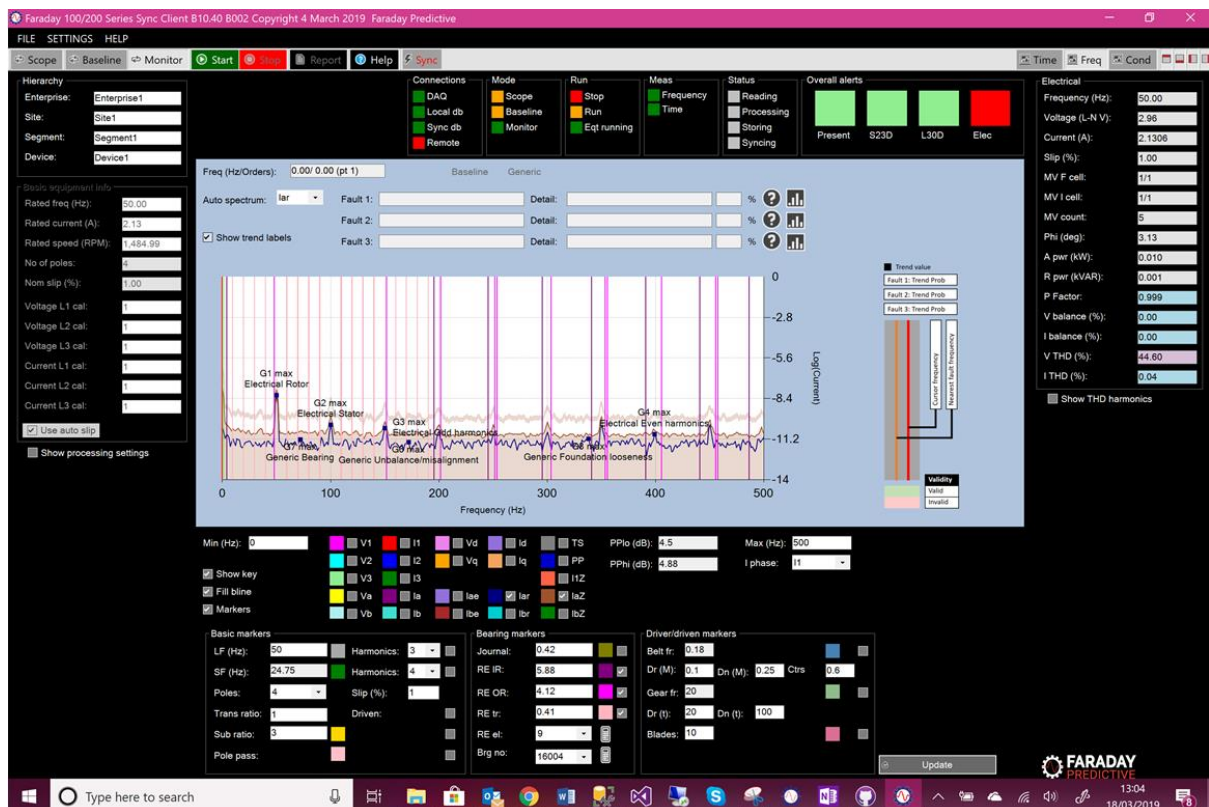 Faraday 100/200 Series Sync Client B10.40 B002 Copyright 4 March 2019 Faraday Predictive
FILE SETTINGS HELP
Scope Baseline Monitor Start Stop Report Help Sync Time Freq Cond
Hierarchy
Enterprise: Enterprise1
Site: Site1
Segment: Segment1
Device: Device1
Basic equipment info
Rated freq (Hz): 50.00
Rated current (A): 2.13
Rated speed (RPM): 1,484.99
No of poles: 4
Nom slip (%): 1.00
Voltage L1 cal: 1
Voltage L2 cal: 1
Voltage L3 cal: 1
Current L1 cal: 1
Current L2 cal: 1
Current L3 cal: 1
Use auto slip
Show processing settings
Connections Mode Run Meas Status Overall alerts
DAQ Scope Stop Frequency Reading
Local db Baseline Run Time Processing
Sync db Monitor Eqt running Storing
Remote Syncing
Present S23D L30D Elec
Freq (Hz/Orders): 0.00/ 0.00 (pt 1) Baseline Generic
Auto spectrum: Iar Fault 1: Detail: %
Fault 2: Detail: %
Show trend labels Fault 3: Detail: %
0
-2.8
-5.6
-8.4
-11.2
-14
Log(Current)
G1 max
Electrical Rotor
G2 max
Electrical Stator
G3 max
Electrical Odd harmonics
G4 max
Electrical Even harmonics
G7 max
Generic Bearing
Generic Unbalance/misalignment
Generic Foundation looseness
0 100 200 300 400 500
Frequency (Hz)
Trend value
Fault 1: Trend Prob
Fault 2: Trend Prob
Fault 3: Trend Prob
Cursor frequency
Nearest fault frequency
Validity
Valid
Invalid
Electrical
Frequency (Hz): 50.00
Voltage (L-N V): 2.96
Current (A): 2.1306
Slip (%): 1.00
MV F cell: 1/1
MV I cell: 1/1
MV count: 5
Phi (deg): 3.13
A pwr (kW): 0.010
R pwr (kVAR): 0.001
P Factor: 0.999
V balance (%): 0.00
I balance (%): 0.00
V THD (%): 44.60
I THD (%): 0.04
Show THD harmonics
Min (Hz): 0
Show key
Fill bline
Markers
V1 I1 Vd Id TS
V2 I2 Vq Iq PP
V3 I3 I1Z
Va Ia Iae Iar IaZ
Vb Ib Ibe Ibr IbZ
PPlo (dB): 4.5 Max (Hz): 500
PPhi (dB): 4.88 I phase: I1
Basic markers
LF (Hz): 50 Harmonics: 3
SF (Hz): 24.75 Harmonics: 4
Poles: 4 Slip (%): 1
Trans ratio: 1 Driven:
Sub ratio: 3
Pole pass:
Bearing markers
Journal: 0.42
RE IR: 5.88
RE OR: 4.12
RE tr: 0.41
RE el: 9
Brg no: 16004
Driver/driven markers
Belt fr: 0.18
Dr (M): 0.1 Dn (M): 0.25 Ctrs 0.6
Gear fr: 20
Dr (t): 20 Dn (t): 100
Blades: 10
Update
FARADAY
PREDICTIVE
Type here to search
13:04
18/03/2019